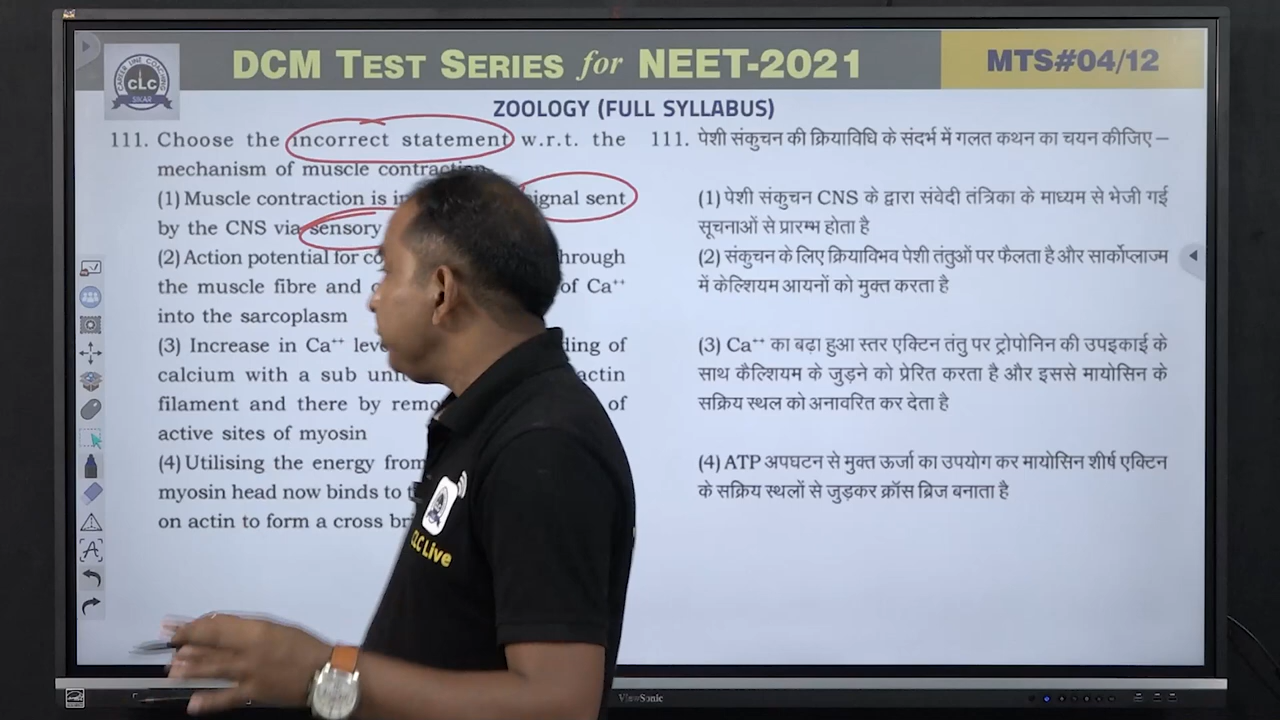 DCM TEST SERIES for NEET-2021
MTS#04/12
CAREER LINE COACHING
CLC
SIKAR
ZOOLOGY (FULL SYLLABUS)
111. Choose the incorrect statement w.r.t. the
mechanism of muscle contraction
(1) Muscle contraction is signal sent
by the CNS via sensory
(2) Action potential for through
the muscle fibre and of Ca⁺⁺
into the sarcoplasm
(3) Increase in Ca⁺⁺ of
calcium with a sub actin
filament and there by of
active sites of myosin
(4) Utilising the energy from
myosin head now binds to
on actin to form a cross
111. पेशी संकुचन की क्रियाविधि के संदर्भ में गलत कथन का चयन कीजिए –
(1) पेशी संकुचन CNS के द्वारा संवेदी तंत्रिका के माध्यम से भेजी गई
सूचनाओं से प्रारम्भ होता है
(2) संकुचन के लिए क्रियाविभव पेशी तंतुओं पर फैलता है और सार्कोप्लाज्म
में केल्शियम आयनों को मुक्त करता है
(3) Ca⁺⁺ का बढ़ा हुआ स्तर एक्टिन तंतु पर ट्रोपोनिन की उपइकाई के
साथ कैल्शियम के जुड़ने को प्रेरित करता है और इससे मायोसिन के
सक्रिय स्थल को अनावरित कर देता है
(4) ATP अपघटन से मुक्त ऊर्जा का उपयोग कर मायोसिन शीर्ष एक्टिन
के सक्रिय स्थलों से जुड़कर क्रॉस ब्रिज बनाता है
CLC Live
ViewSonic